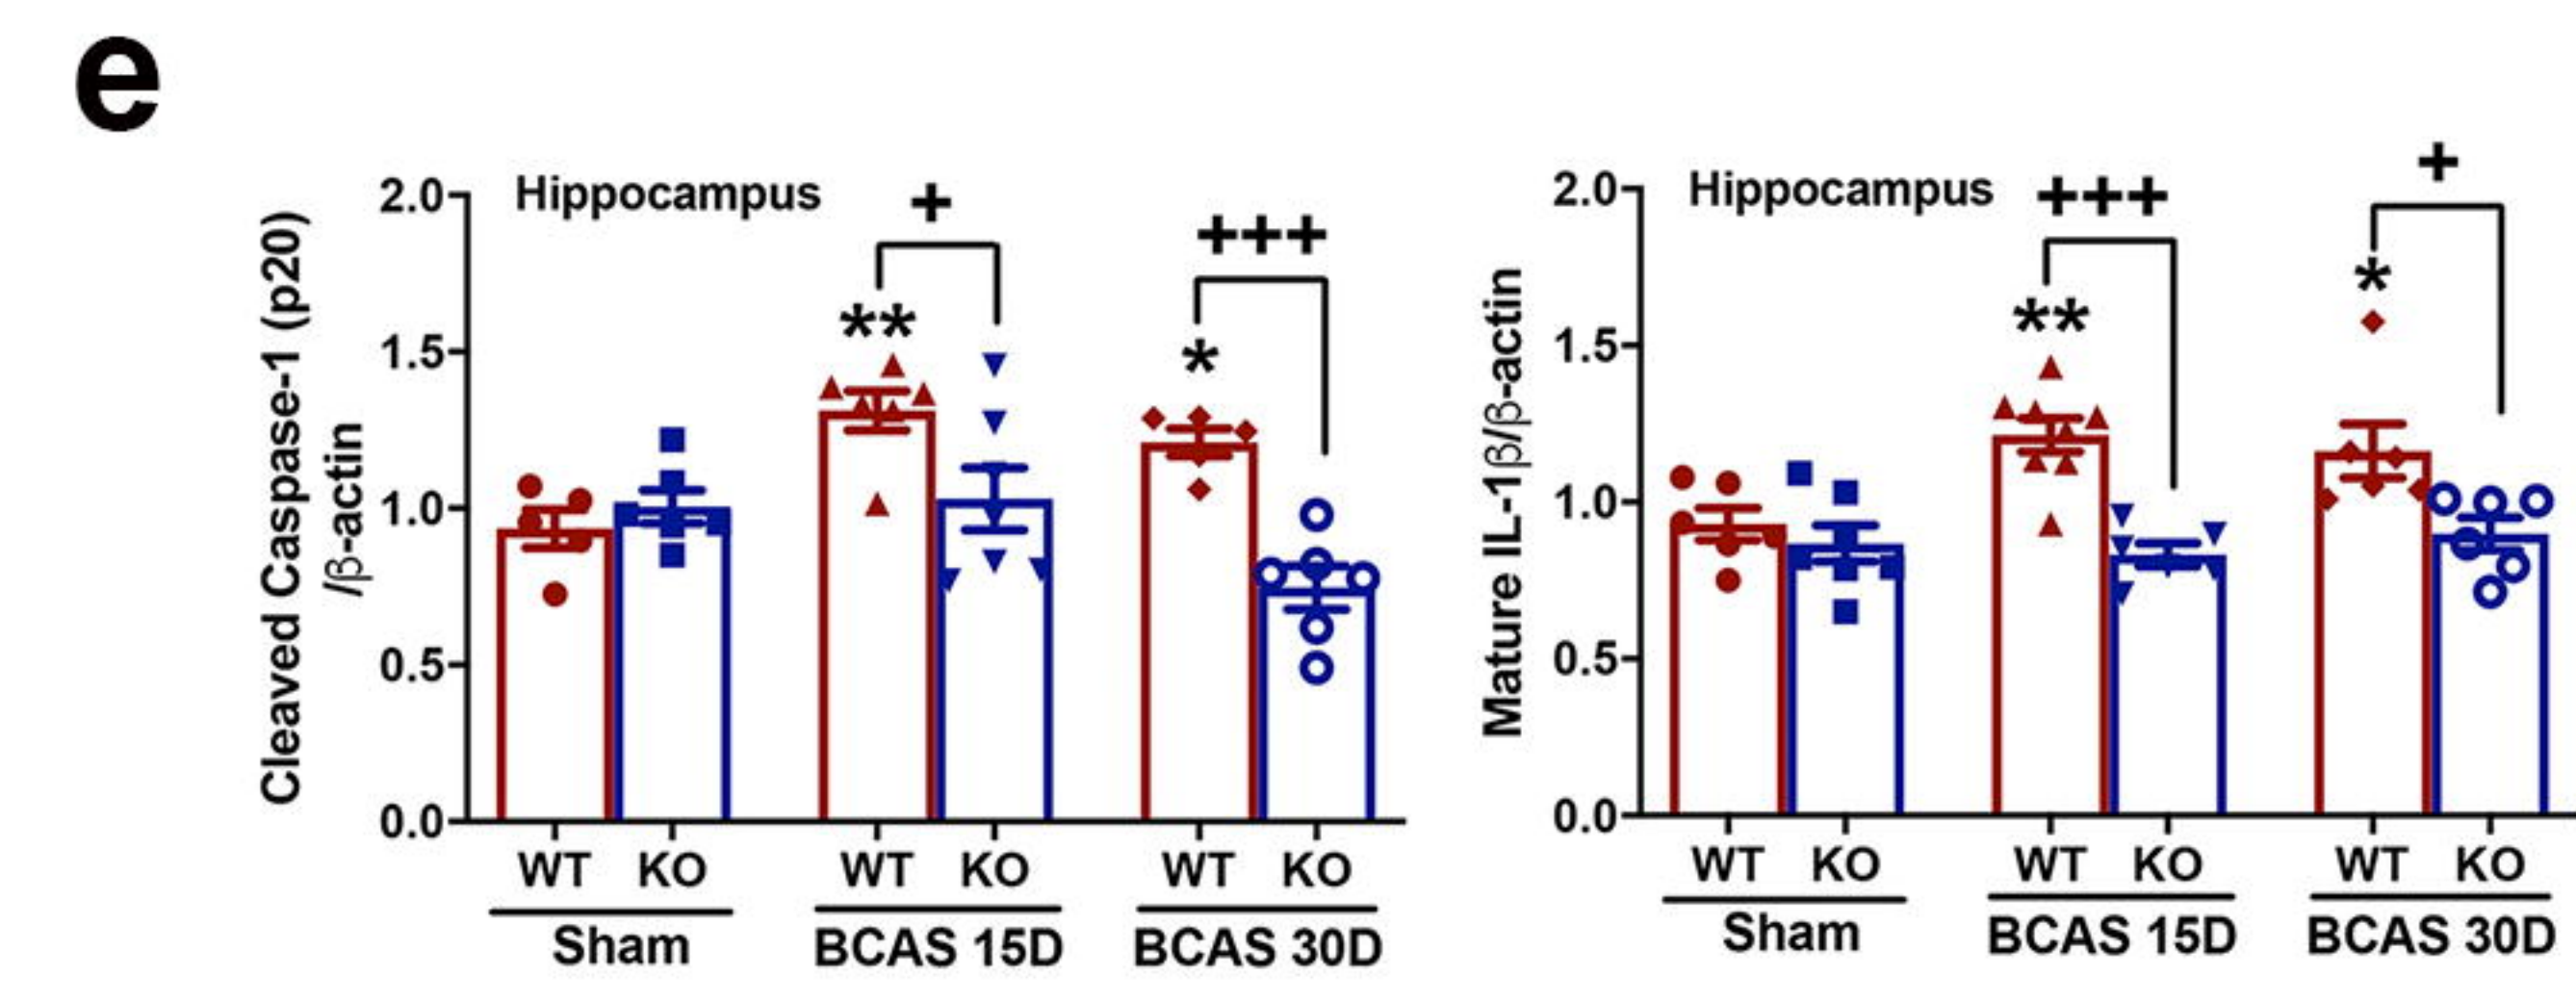 e
Cleaved Caspase-1 (p20)
/β-actin
Hippocampus
2.0
1.5
1.0
0.5
0.0
+
**
+++
*
WT KO WT KO WT KO
Sham BCAS 15D BCAS 30D
Mature IL-1β/β-actin
Hippocampus
2.0
1.5
1.0
0.5
0.0
+++
**
+
*
WT KO WT KO WT KO
Sham BCAS 15D BCAS 30D